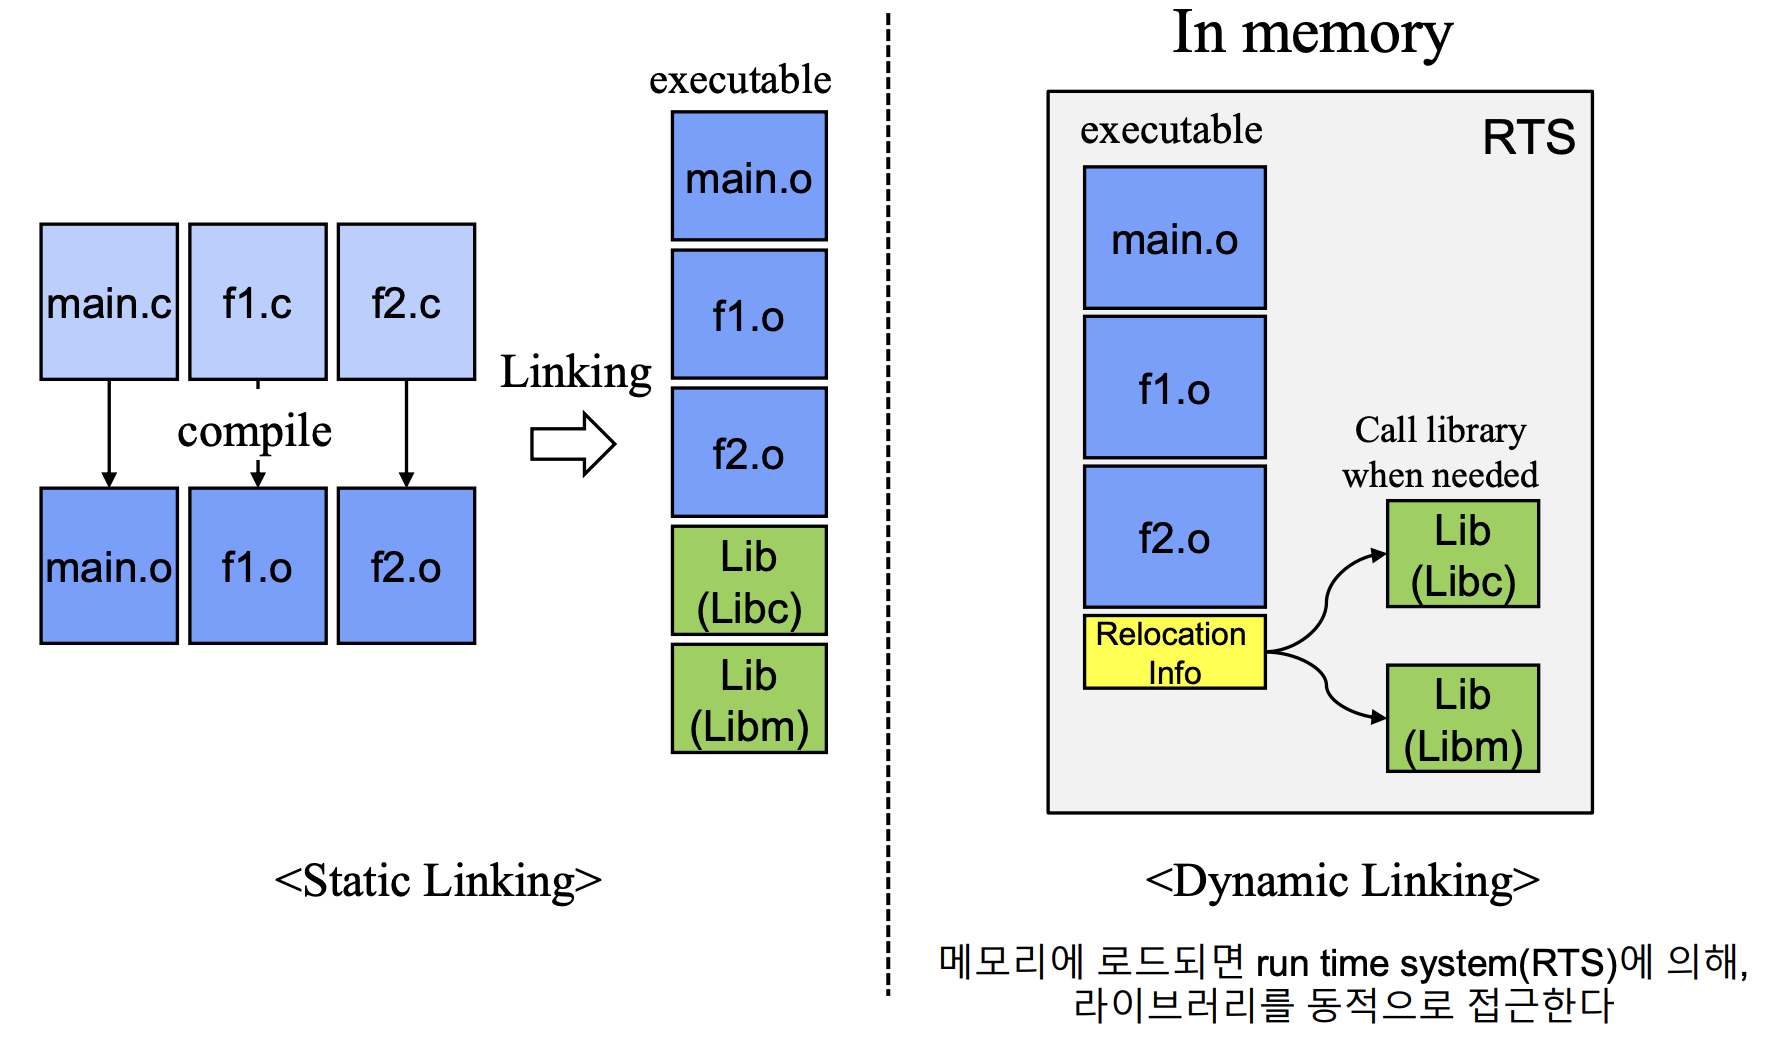 main.c
f1.c
f2.c
compile
main.o
f1.o
f2.o
Linking
executable
main.o
f1.o
f2.o
Lib
(Libc)
Lib
(Libm)
<Static Linking>
In memory
RTS
executable
main.o
f1.o
f2.o
Relocation
Info
Call library
when needed
Lib
(Libc)
Lib
(Libm)
<Dynamic Linking>
메모리에 로드되면 run time system(RTS)에 의해,
라이브러리를 동적으로 접근한다